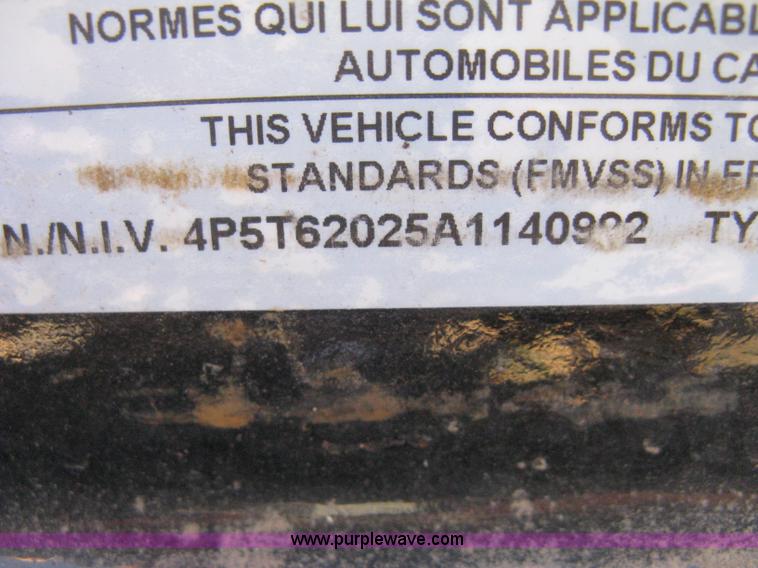 NORMES QUI LUI SONT APPLICABL
AUTOMOBILES DU CA
THIS VEHICLE CONFORMS TO
STANDARDS (FMVSS) IN EF
N./N.I.V. 4P5T62025A1140992 TY
www.purplewave.com